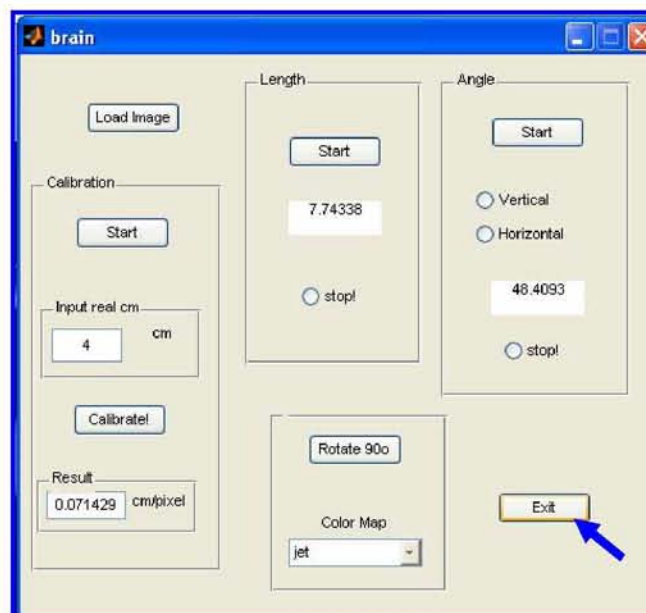 brain
Load Image
Calibration
Start
Input real cm
4 cm
Calibrate!
Result
0.071429 cm/pixel
Length
Start
7.74338
stop!
Angle
Start
Vertical
Horizontal
48.4093
stop!
Rotate 90o
Color Map
jet
Exit